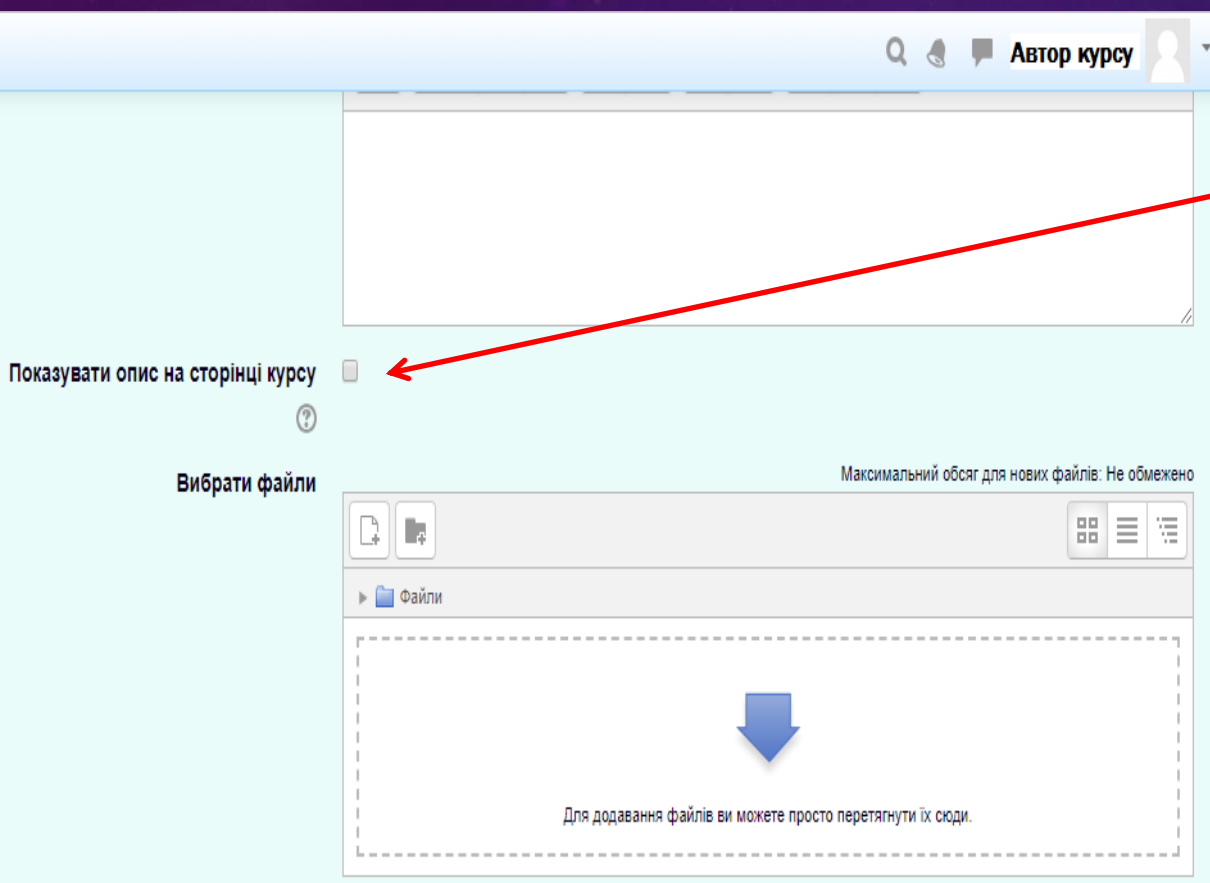 Автор курсу
Показувати опис на сторінці курсу
Вибрати файли
Максимальний обсяг для нових файлів: Не обмежено
Файли
Для додавання файлів ви можете просто перетягнути їх сюди.